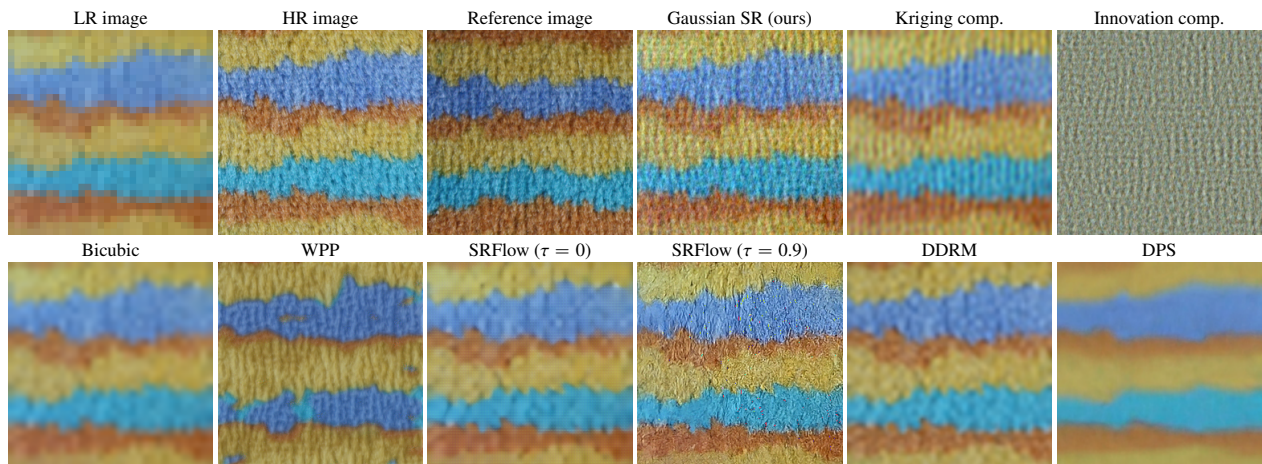 LR image HR image Reference image Gaussian SR (ours) Kriging comp. Innovation comp.
Bicubic WPP SRFlow (τ = 0) SRFlow (τ = 0.9) DDRM DPS